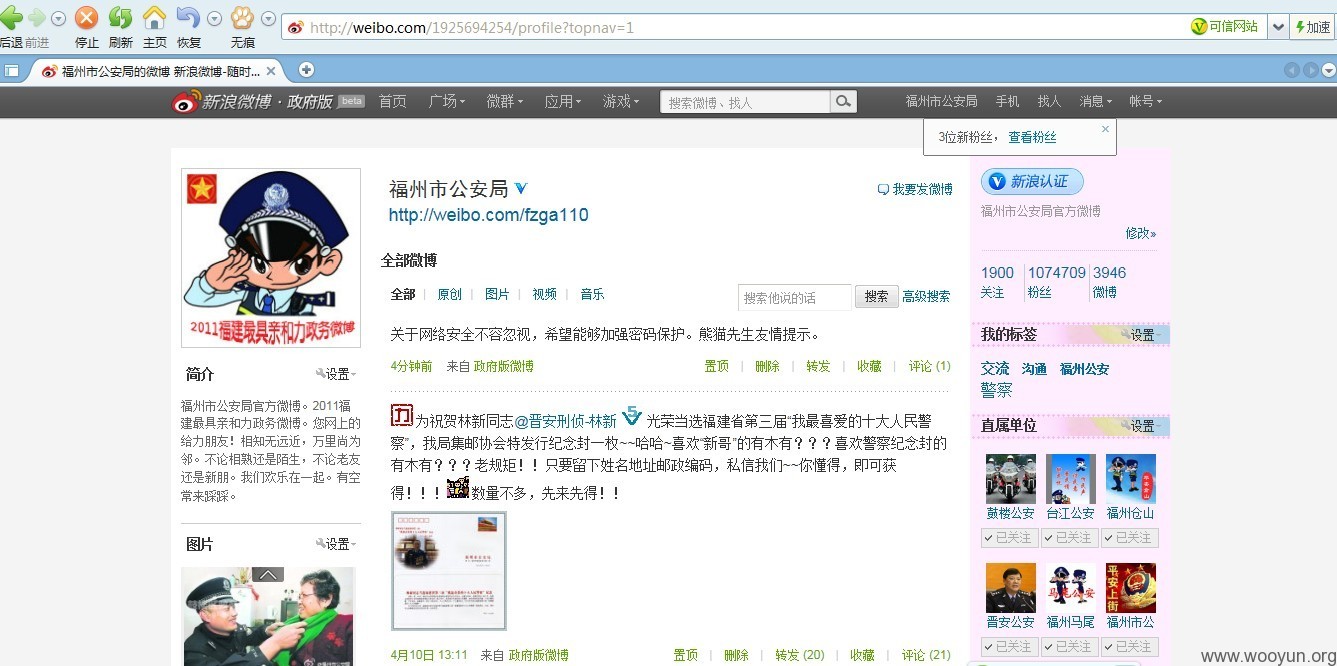 后退 前进 停止 刷新 主页 恢复 无痕
http://weibo.com/1925694254/profile?topnav=1
可信网站 加速
福州市公安局的微博 新浪微博-随时...
新浪微博·政府版 beta 首页 广场 微群 应用 游戏 搜索微博、找人 福州市公安局 手机 找人 消息 帐号
3位新粉丝，查看粉丝
2011福建最具亲和力政务微博
简介 设置
福州市公安局官方微博。2011福
建最具亲和力政务微博。您网上的
给力朋友！相知无远近，万里尚为
邻。不论相熟还是陌生，不论老友
还是新朋。我们欢乐在一起。有空
常来踩踩。
图片 设置
福州市公安局 V
http://weibo.com/fzga110
我要发微博
全部微博
全部 原创 图片 视频 音乐
搜索他说的话 搜索 高级搜索
关于网络安全不容忽视，希望能够加强密码保护。熊猫先生友情提示。
4分钟前 来自 政府版微博 置顶 删除 转发 收藏 评论 (1)
力 为祝贺林新同志@晋安刑侦-林新 5 光荣当选福建省第三届“我最喜爱的十大人民警
察”，我局集邮协会特发行纪念封一枚~~哈哈~喜欢“新哥”的有木有？？？喜欢警察纪念封的
有木有？？？老规矩！！只要留下姓名地址邮政编码，私信我们~~你懂得，即可获
得！！！ 数量不多，先来先得！！
4月10日 13:11 来自 政府版微博 置顶 删除 转发 (20) 收藏 评论 (21)
V 新浪认证
福州市公安局官方微博
修改»
1900 1074709 3946
关注 粉丝 微博
我的标签 设置
交流 沟通 福州公安
警察
直属单位 设置
鼓楼公安 台江公安 福州仓山
已关注 已关注 已关注
马尾公安
平安上街
晋安公安 福州马尾 福州市公
已关注 已关注 已关注
www.wooyun.org